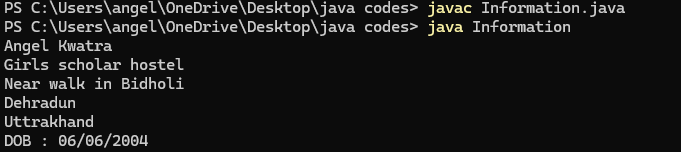 PS C:\Users\angel\OneDrive\Desktop\java codes> javac Information.java
PS C:\Users\angel\OneDrive\Desktop\java codes> java Information
Angel Kwatra
Girls scholar hostel
Near walk in Bidholi
Dehradun
Uttrakhand
DOB : 06/06/2004